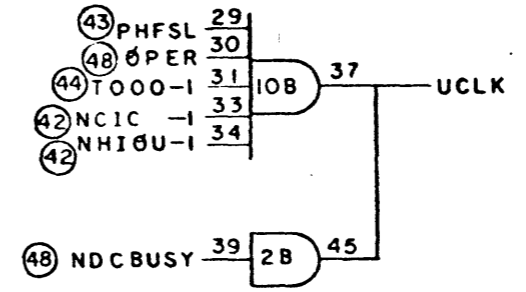 43 PHFSL 29
48 ØPER 30
44 T000-1 31 10B 37 UCLK
42 NCIC -1 33
42 NHIØU-1 34
48 NDCBUSY 39 2B 45